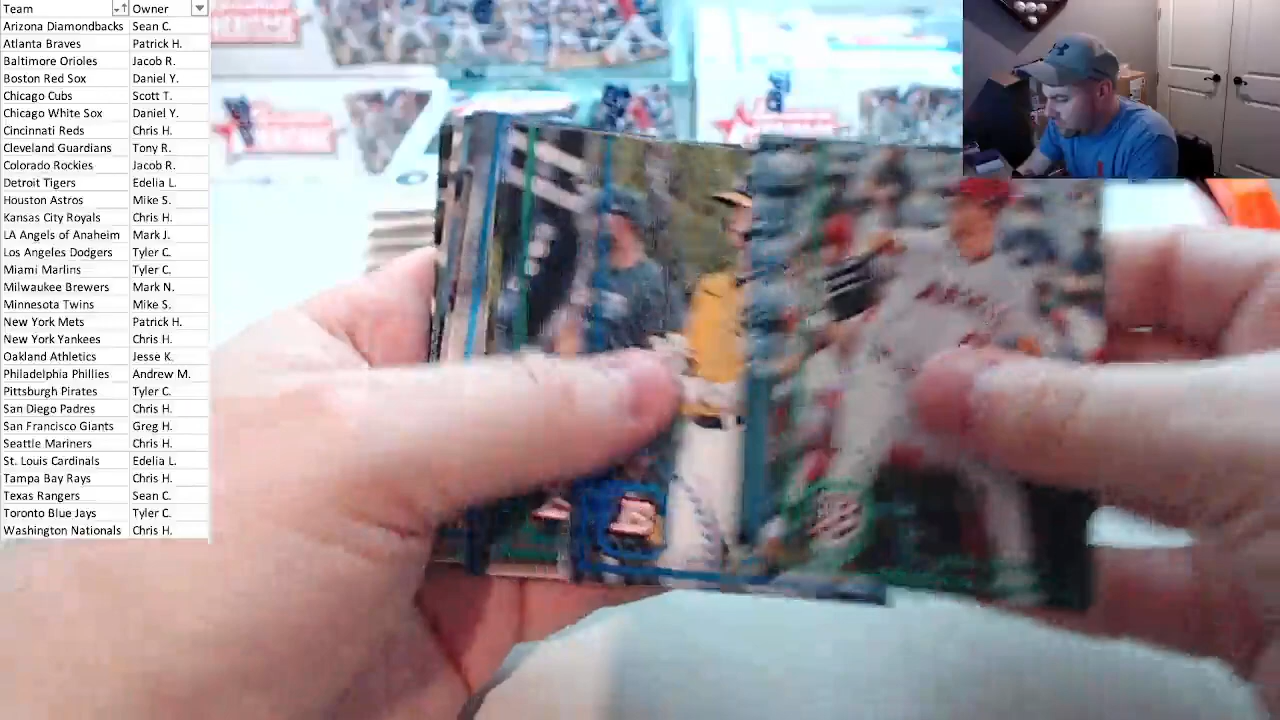 Team Owner
Arizona Diamondbacks Sean C.
Atlanta Braves Patrick H.
Baltimore Orioles Jacob R.
Boston Red Sox Daniel Y.
Chicago Cubs Scott T.
Chicago White Sox Daniel Y.
Cincinnati Reds Chris H.
Cleveland Guardians Tony R.
Colorado Rockies Jacob R.
Detroit Tigers Edelia L.
Houston Astros Mike S.
Kansas City Royals Chris H.
LA Angels of Anaheim Mark J.
Los Angeles Dodgers Tyler C.
Miami Marlins Tyler C.
Milwaukee Brewers Mark N.
Minnesota Twins Mike S.
New York Mets Patrick H.
New York Yankees Chris H.
Oakland Athletics Jesse K.
Philadelphia Phillies Andrew M.
Pittsburgh Pirates Tyler C.
San Diego Padres Chris H.
San Francisco Giants Greg H.
Seattle Mariners Chris H.
St. Louis Cardinals Edelia L.
Tampa Bay Rays Chris H.
Texas Rangers Sean C.
Toronto Blue Jays Tyler C.
Washington Nationals Chris H.